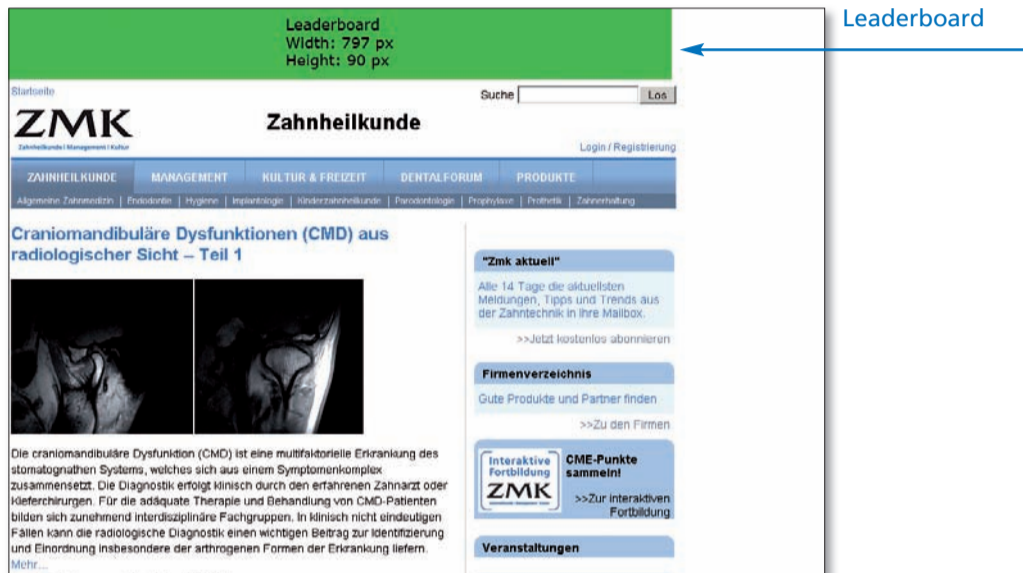 Leaderboard
Leaderboard
Width: 797 px
Height: 90 px
Startseite
Suche
Los
ZMK
Zahnheilkunde | Management | Kultur
Zahnheilkunde
Login / Registrierung
ZAHNHEILKUNDE MANAGEMENT KULTUR & FREIZEIT DENTALFORUM PRODUKTE
Allgemeine Zahnmedizin | Endodontie | Hygiene | Implantologie | Kinderzahnheilkunde | Parodontologie | Prophylaxe | Prothetik | Zahnerhaltung
Craniomandibuläre Dysfunktionen (CMD) aus
radiologischer Sicht – Teil 1
Die craniomandibuläre Dysfunktion (CMD) ist eine multifaktorielle Erkrankung des
stomatognathen Systems, welches sich aus einem Symptomenkomplex
zusammensetzt. Die Diagnostik erfolgt klinisch durch den erfahrenen Zahnarzt oder
Kieferchirurgen. Für die adäquate Therapie und Behandlung von CMD-Patienten
bilden sich zunehmend interdisziplinäre Fachgruppen. In klinisch nicht eindeutigen
Fällen kann die radiologische Diagnostik einen wichtigen Beitrag zur Identifizierung
und Einordnung insbesondere der arthrogenen Formen der Erkrankung liefern.
Mehr...
"Zmk aktuell"
Alle 14 Tage die aktuellsten
Meldungen, Tipps und Trends aus
der Zahntechnik in Ihre Mailbox.
>>Jetzt kostenlos abonnieren
Firmenverzeichnis
Gute Produkte und Partner finden
>>Zu den Firmen
Interaktive
Fortbildung
ZMK
CME-Punkte
sammeln!
>>Zur interaktiven
Fortbildung
Veranstaltungen